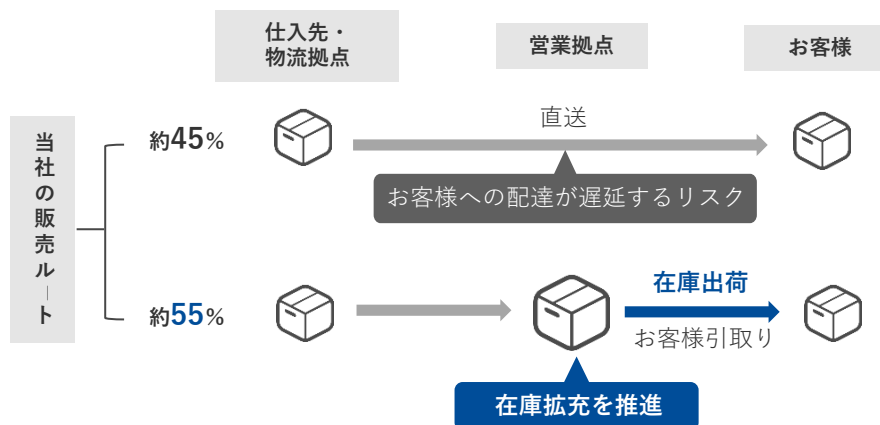 仕入先・
物流拠点
営業拠点
お客様
当社の販売ルート
約45%
直送
お客様への配達が遅延するリスク
約55%
在庫出荷
お客様引取り
在庫拡充を推進